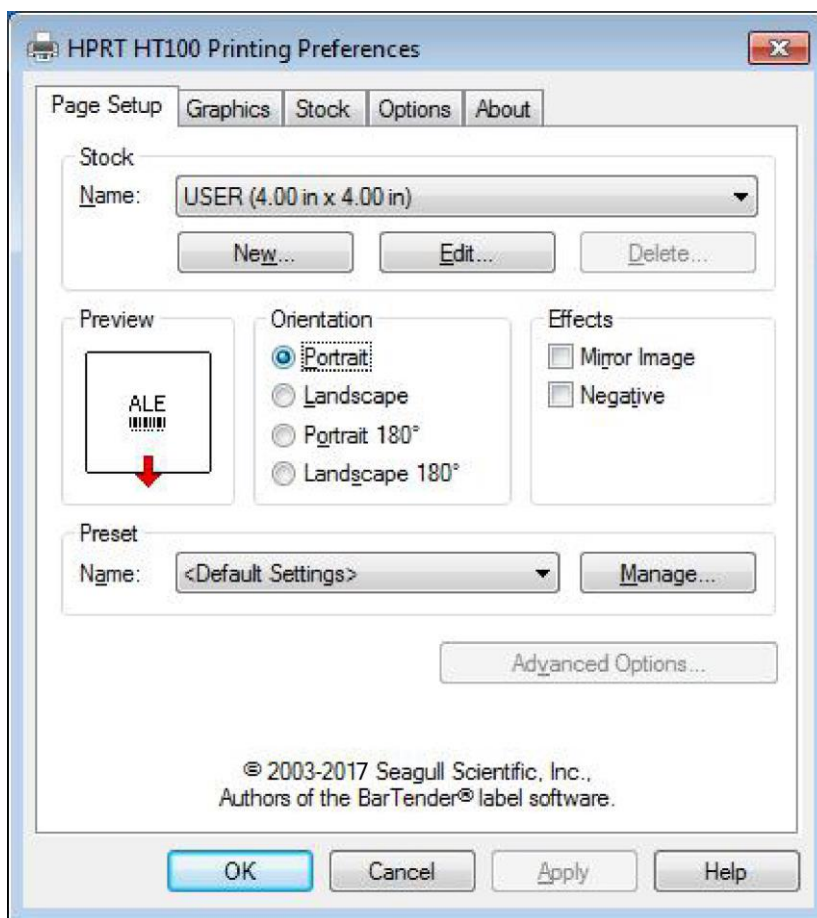 HPRT HT100 Printing Preferences
Page Setup Graphics Stock Options About
Stock
Name: USER (4.00 in x 4.00 in)
New... Edit... Delete...
Preview Orientation Effects
ALE
Portrait Mirror Image
Landscape Negative
Portrait 180°
Landscape 180°
Preset
Name: <Default Settings> Manage...
Advanced Options...
© 2003-2017 Seagull Scientific, Inc.,
Authors of the BarTender® label software.
OK Cancel Apply Help